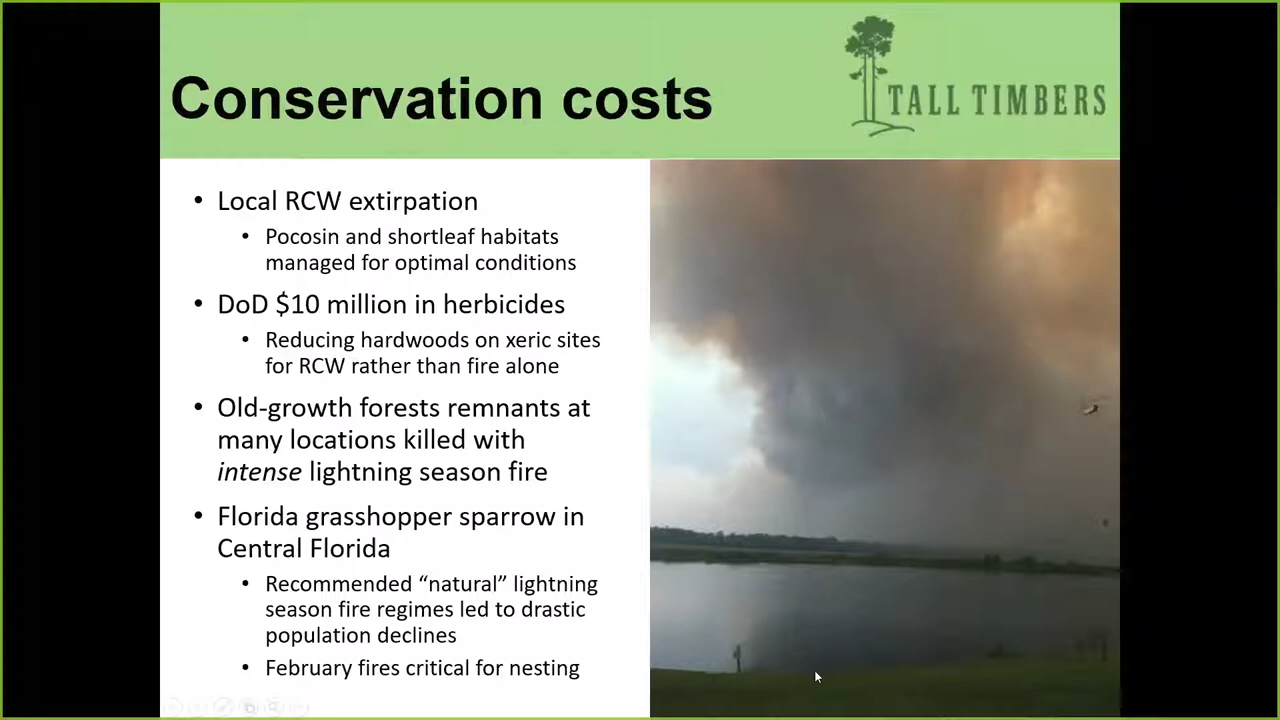 Conservation costs
TALL TIMBERS
• Local RCW extirpation
• Pocosin and shortleaf habitats
managed for optimal conditions
• DoD $10 million in herbicides
• Reducing hardwoods on xeric sites
for RCW rather than fire alone
• Old-growth forests remnants at
many locations killed with
intense lightning season fire
• Florida grasshopper sparrow in
Central Florida
• Recommended “natural” lightning
season fire regimes led to drastic
population declines
• February fires critical for nesting